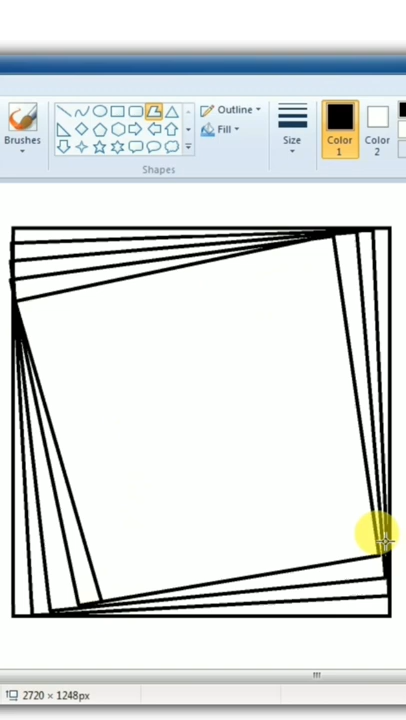 Outline
Fill
Brushes
Size
Color
1
Color
2
Shapes
2720 × 1248px